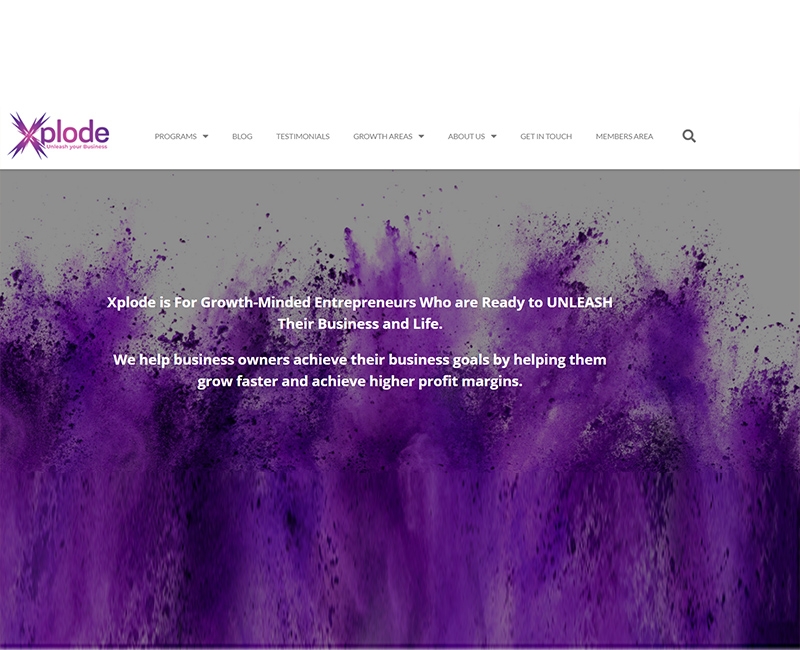 Xplode
Unleash your Business
PROGRAMS BLOG TESTIMONIALS GROWTH AREAS ABOUT US GET IN TOUCH MEMBERS AREA
Xplode is For Growth-Minded Entrepreneurs Who are Ready to UNLEASH
Their Business and Life.
We help business owners achieve their business goals by helping them
grow faster and achieve higher profit margins.